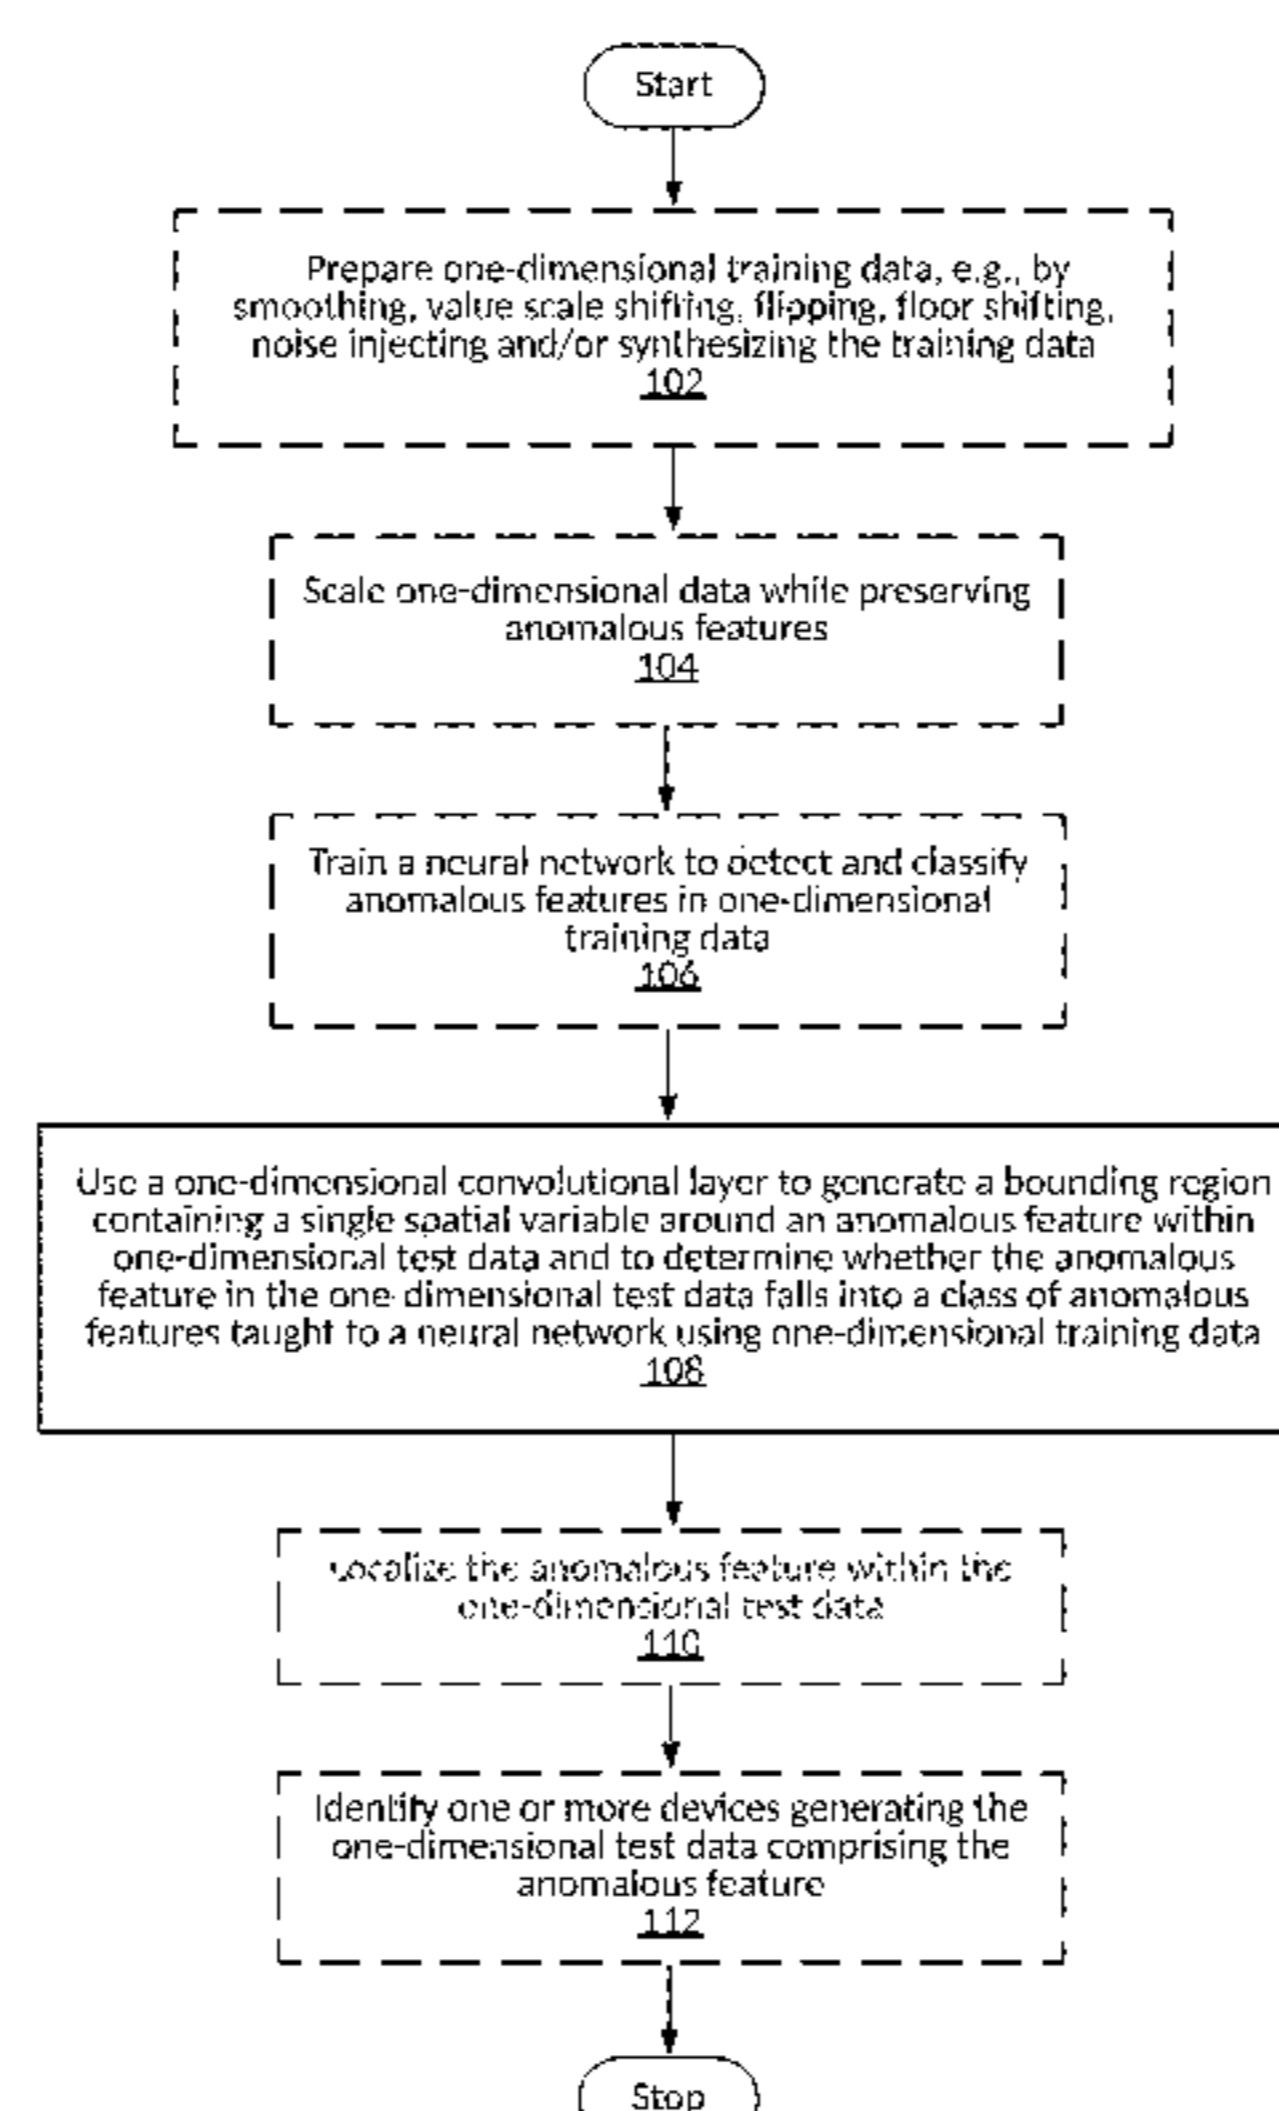 Start
Prepare one-dimensional training data, e.g., by
smoothing, value scale shifting, flipping, floor shifting,
noise injecting and/or synthesizing the training data
102
Scale one-dimensional data while preserving
anomalous features
104
Train a neural network to detect and classify
anomalous features in one-dimensional
training data
106
Use a one-dimensional convolutional layer to generate a bounding region
containing a single spatial variable around an anomalous feature within
one-dimensional test data and to determine whether the anomalous
feature in the one-dimensional test data falls into a class of anomalous
features taught to a neural network using one-dimensional training data
108
Localize the anomalous feature within the
one-dimensional test data
110
Identify one or more devices generating the
one-dimensional test data comprising the
anomalous feature
112
Stop